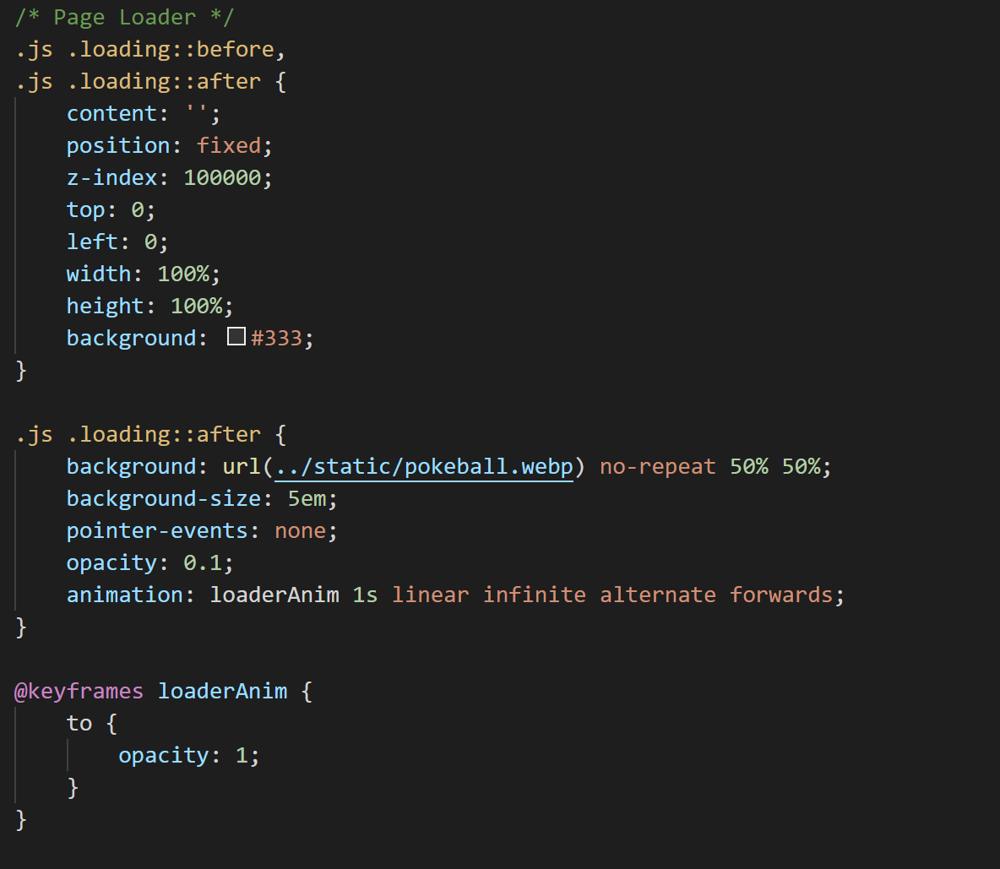 /* Page Loader */
.js .loading::before,
.js .loading::after {
    content: '';
    position: fixed;
    z-index: 100000;
    top: 0;
    left: 0;
    width: 100%;
    height: 100%;
    background: #333;
}

.js .loading::after {
    background: url(../static/pokeball.webp) no-repeat 50% 50%;
    background-size: 5em;
    pointer-events: none;
    opacity: 0.1;
    animation: loaderAnim 1s linear infinite alternate forwards;
}

@keyframes loaderAnim {
    to {
        opacity: 1;
    }
}